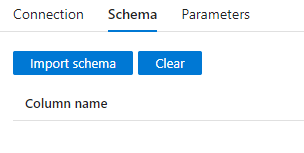 Connection Schema Parameters
Import schema Clear
Column name